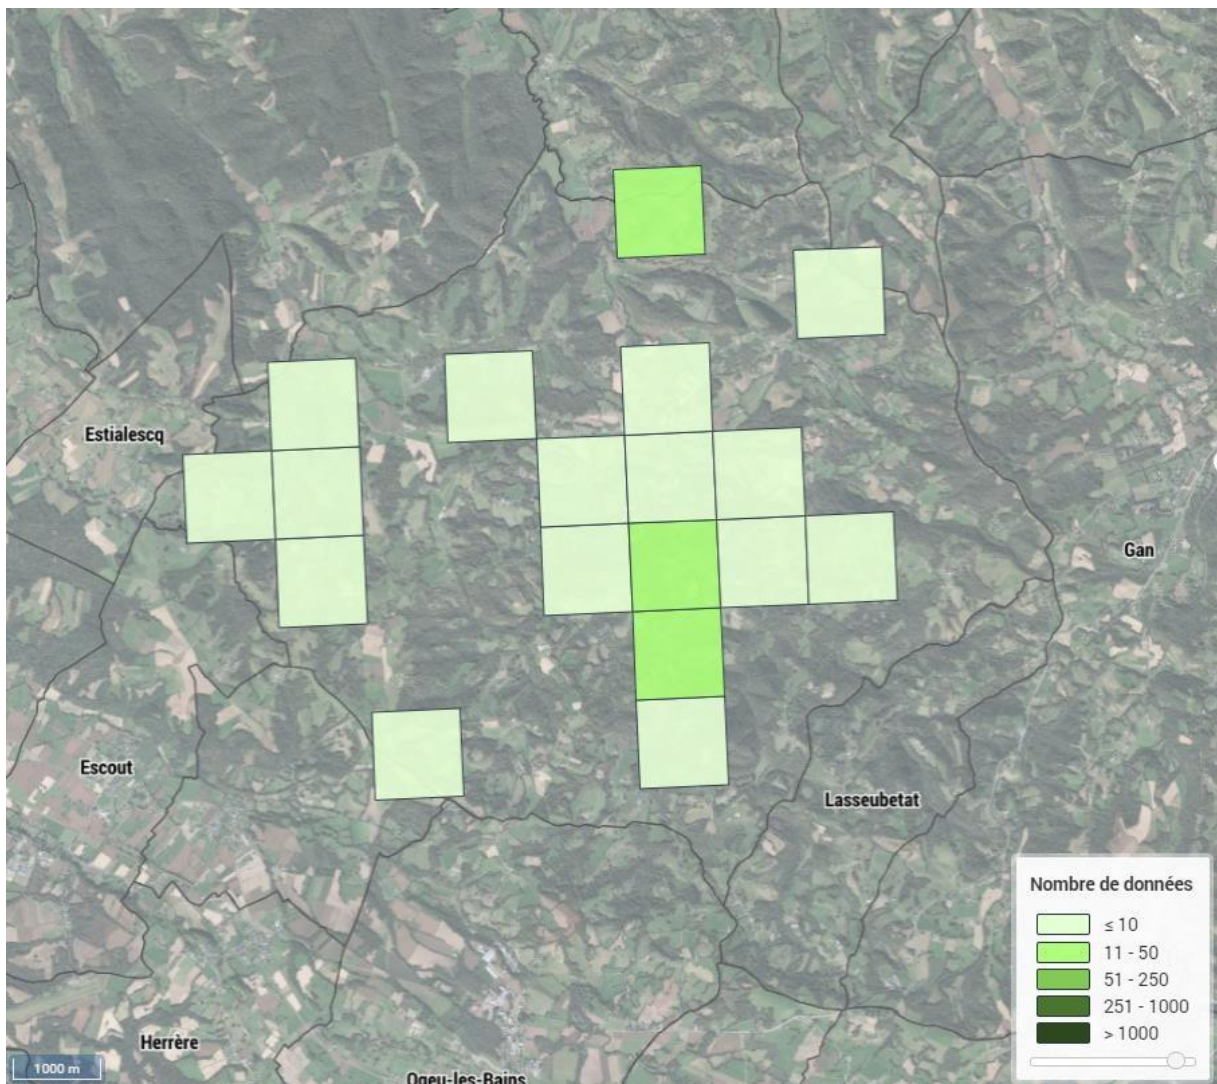 Estialescq
Gan
Escout
Lasseubetat
Nombre de données
≤ 10
11 - 50
51 - 250
251 - 1000
> 1000
Herrère
1000 m
Ogeu-les-Bains